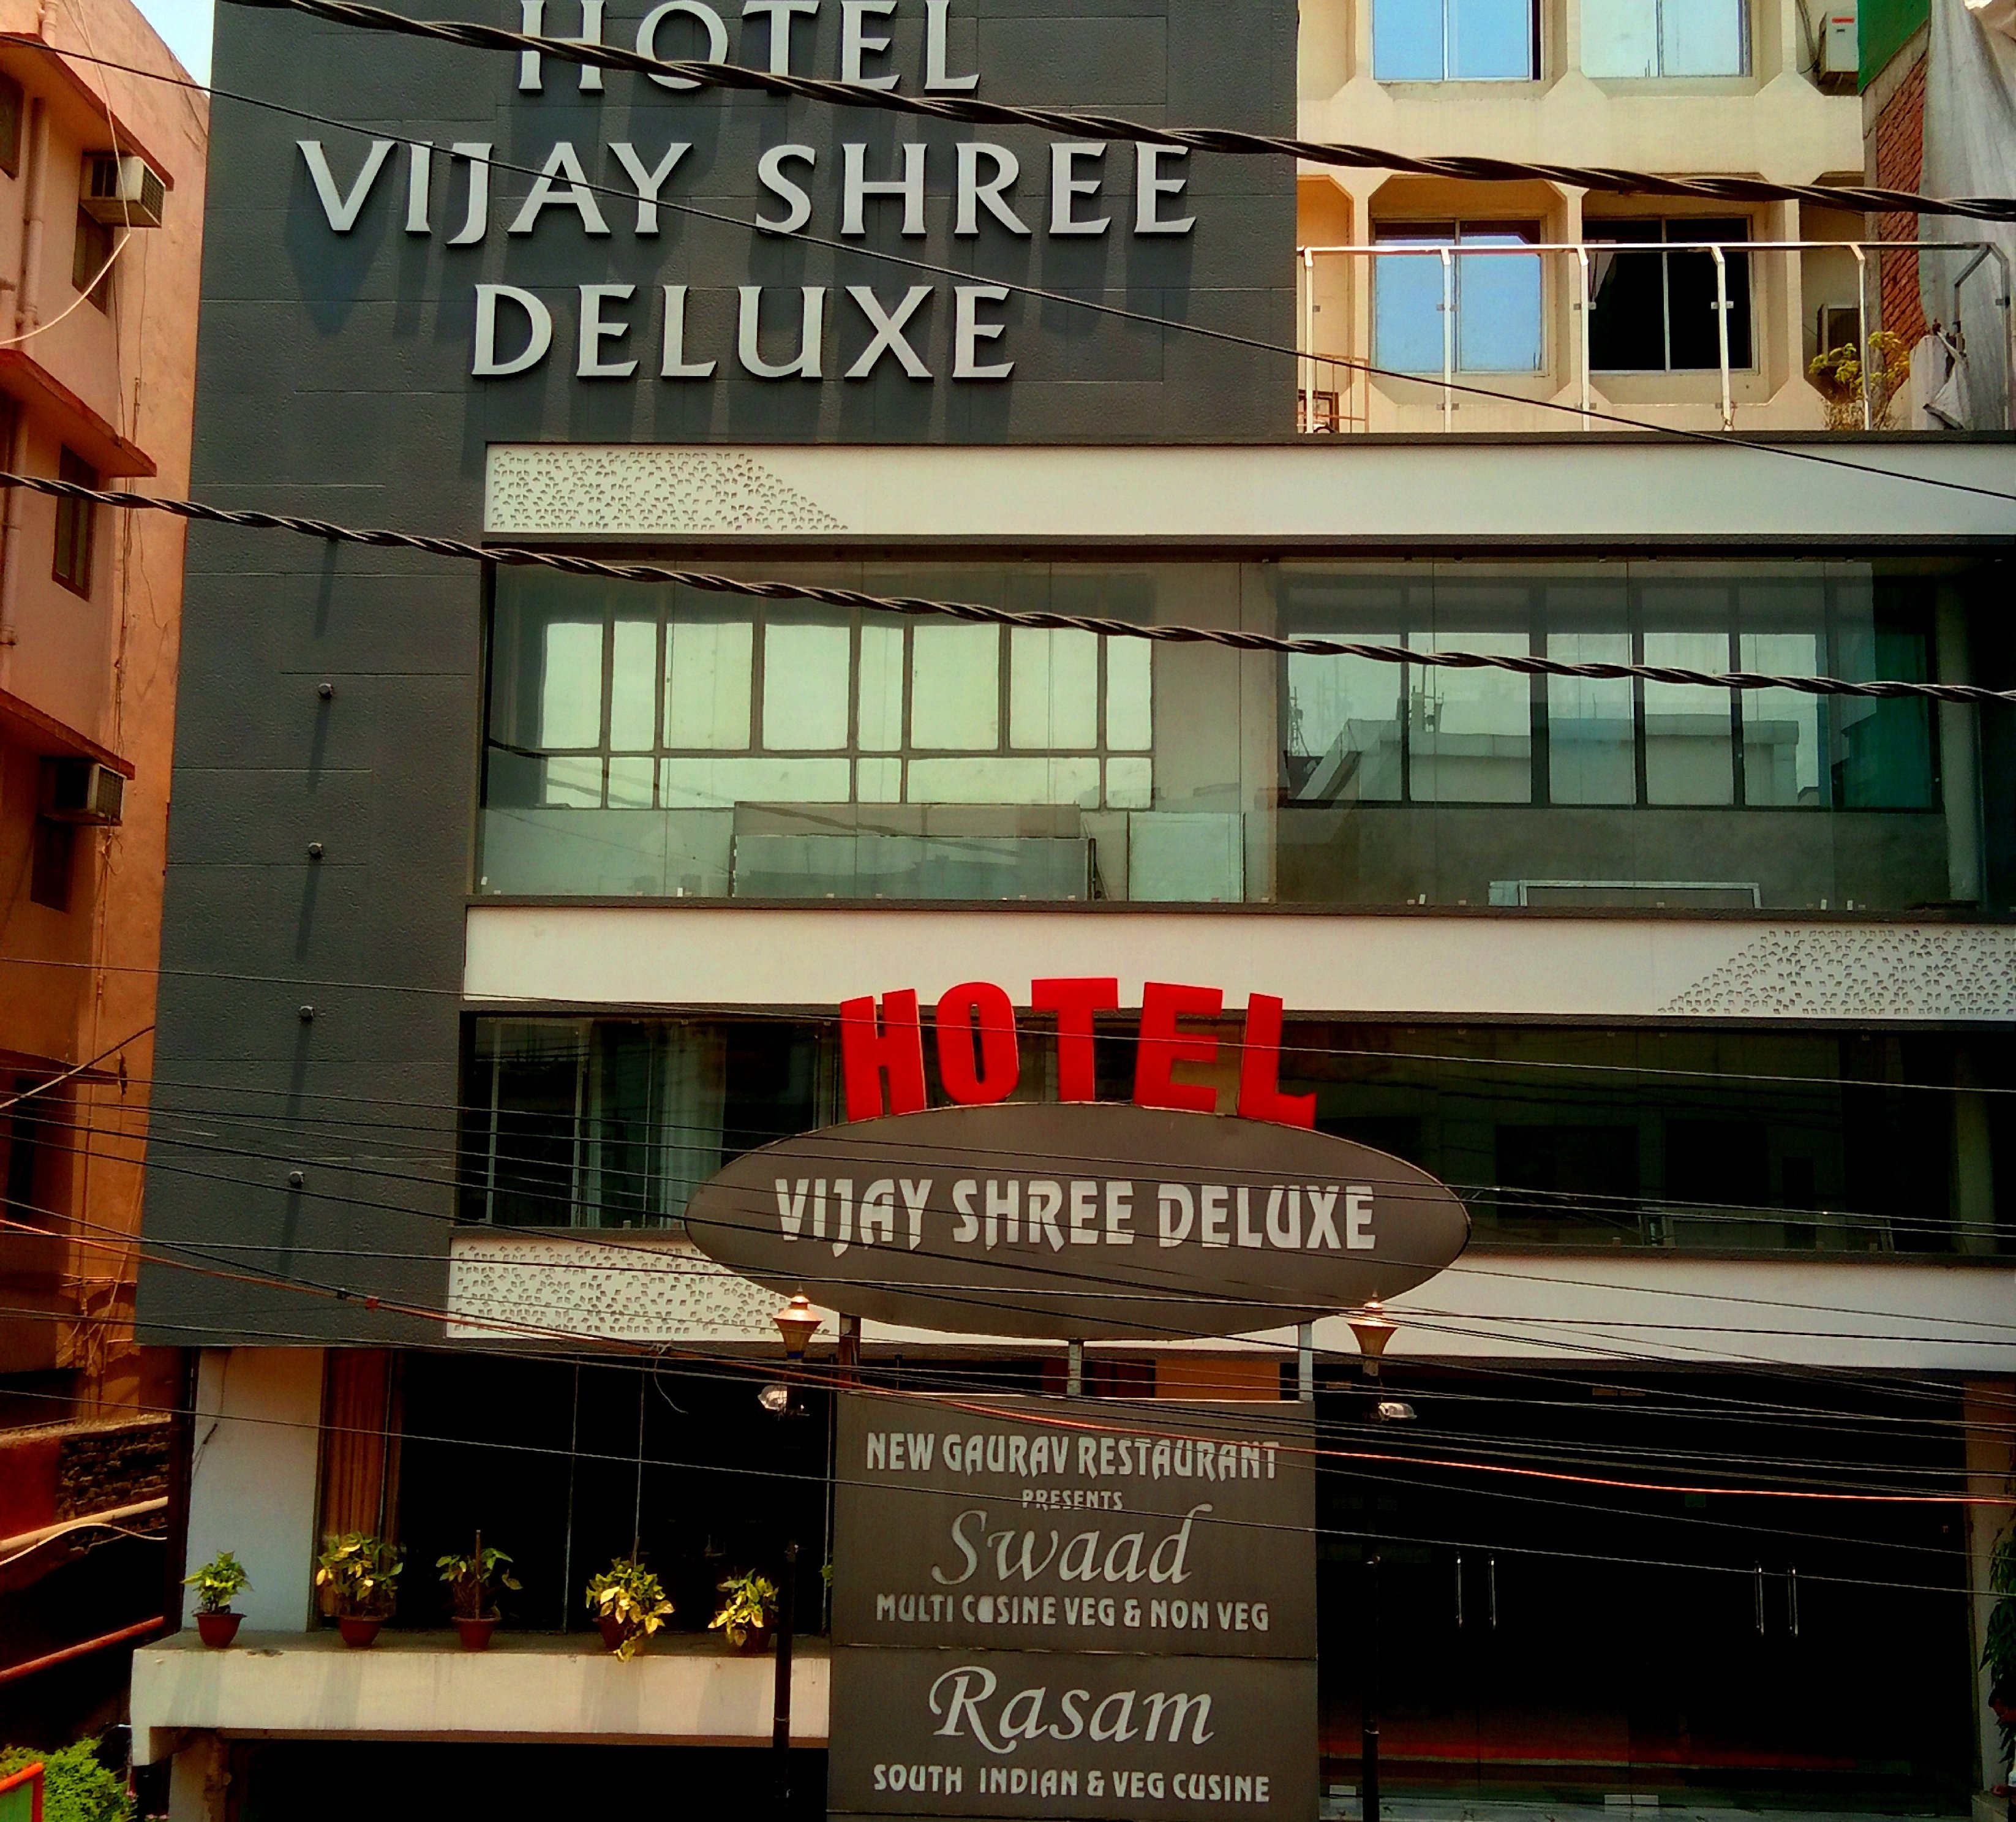 HOTEL
VIJAY SHREE
DELUXE
HOTEL
VIJAY SHREE DELUXE
NEW GAURAV RESTAURANT
PRESENTS
Swaad
MULTI CUSINE VEG & NON VEG
Rasam
SOUTH INDIAN & VEG CUSINE